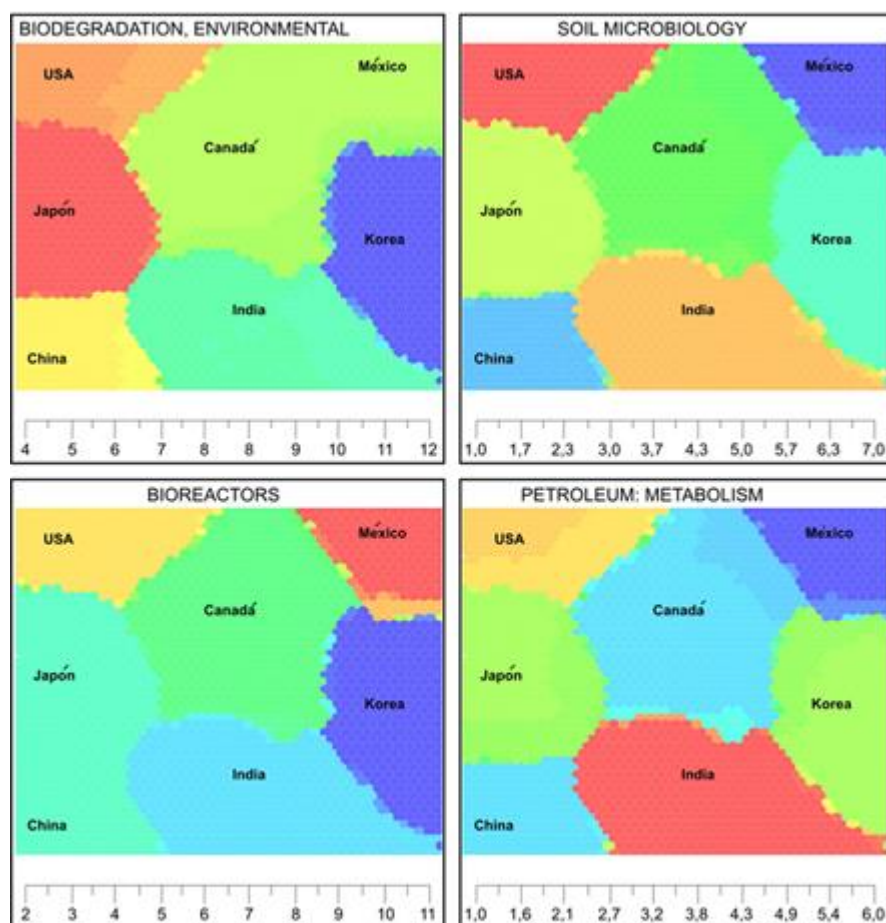 BIODEGRADATION, ENVIRONMENTAL
USA
México
Canadá
Japón
Korea
India
China
4 5 6 7 8 8 9 10 11 12
SOIL MICROBIOLOGY
USA
México
Canadá
Japón
Korea
India
China
1,0 1,7 2,3 3,0 3,7 4,3 5,0 5,7 6,3 7,0
BIOREACTORS
USA
México
Canadá
Japón
Korea
India
China
2 3 4 5 6 7 8 9 10 11
PETROLEUM: METABOLISM
USA
México
Canadá
Japón
Korea
India
China
1,0 1,6 2,1 2,7 3,2 3,8 4,3 4,9 5,4 6,0